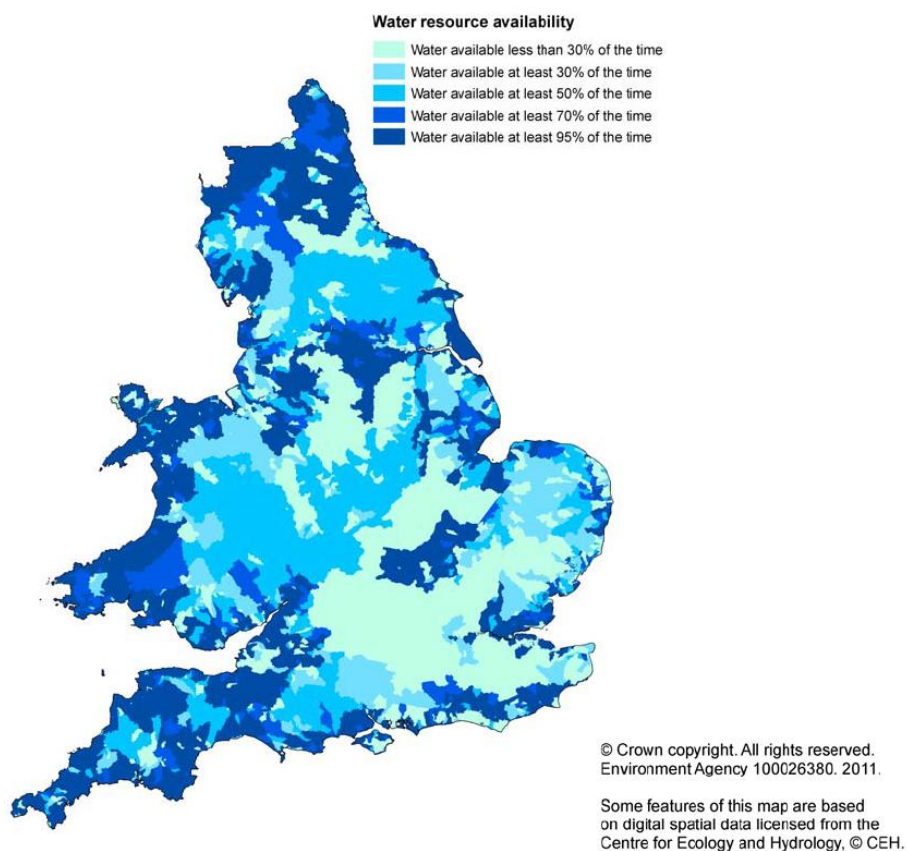 Water resource availability
Water available less than 30% of the time
Water available at least 30% of the time
Water available at least 50% of the time
Water available at least 70% of the time
Water available at least 95% of the time
© Crown copyright. All rights reserved.
Environment Agency 100026380. 2011.
Some features of this map are based
on digital spatial data licensed from the
Centre for Ecology and Hydrology, © CEH.